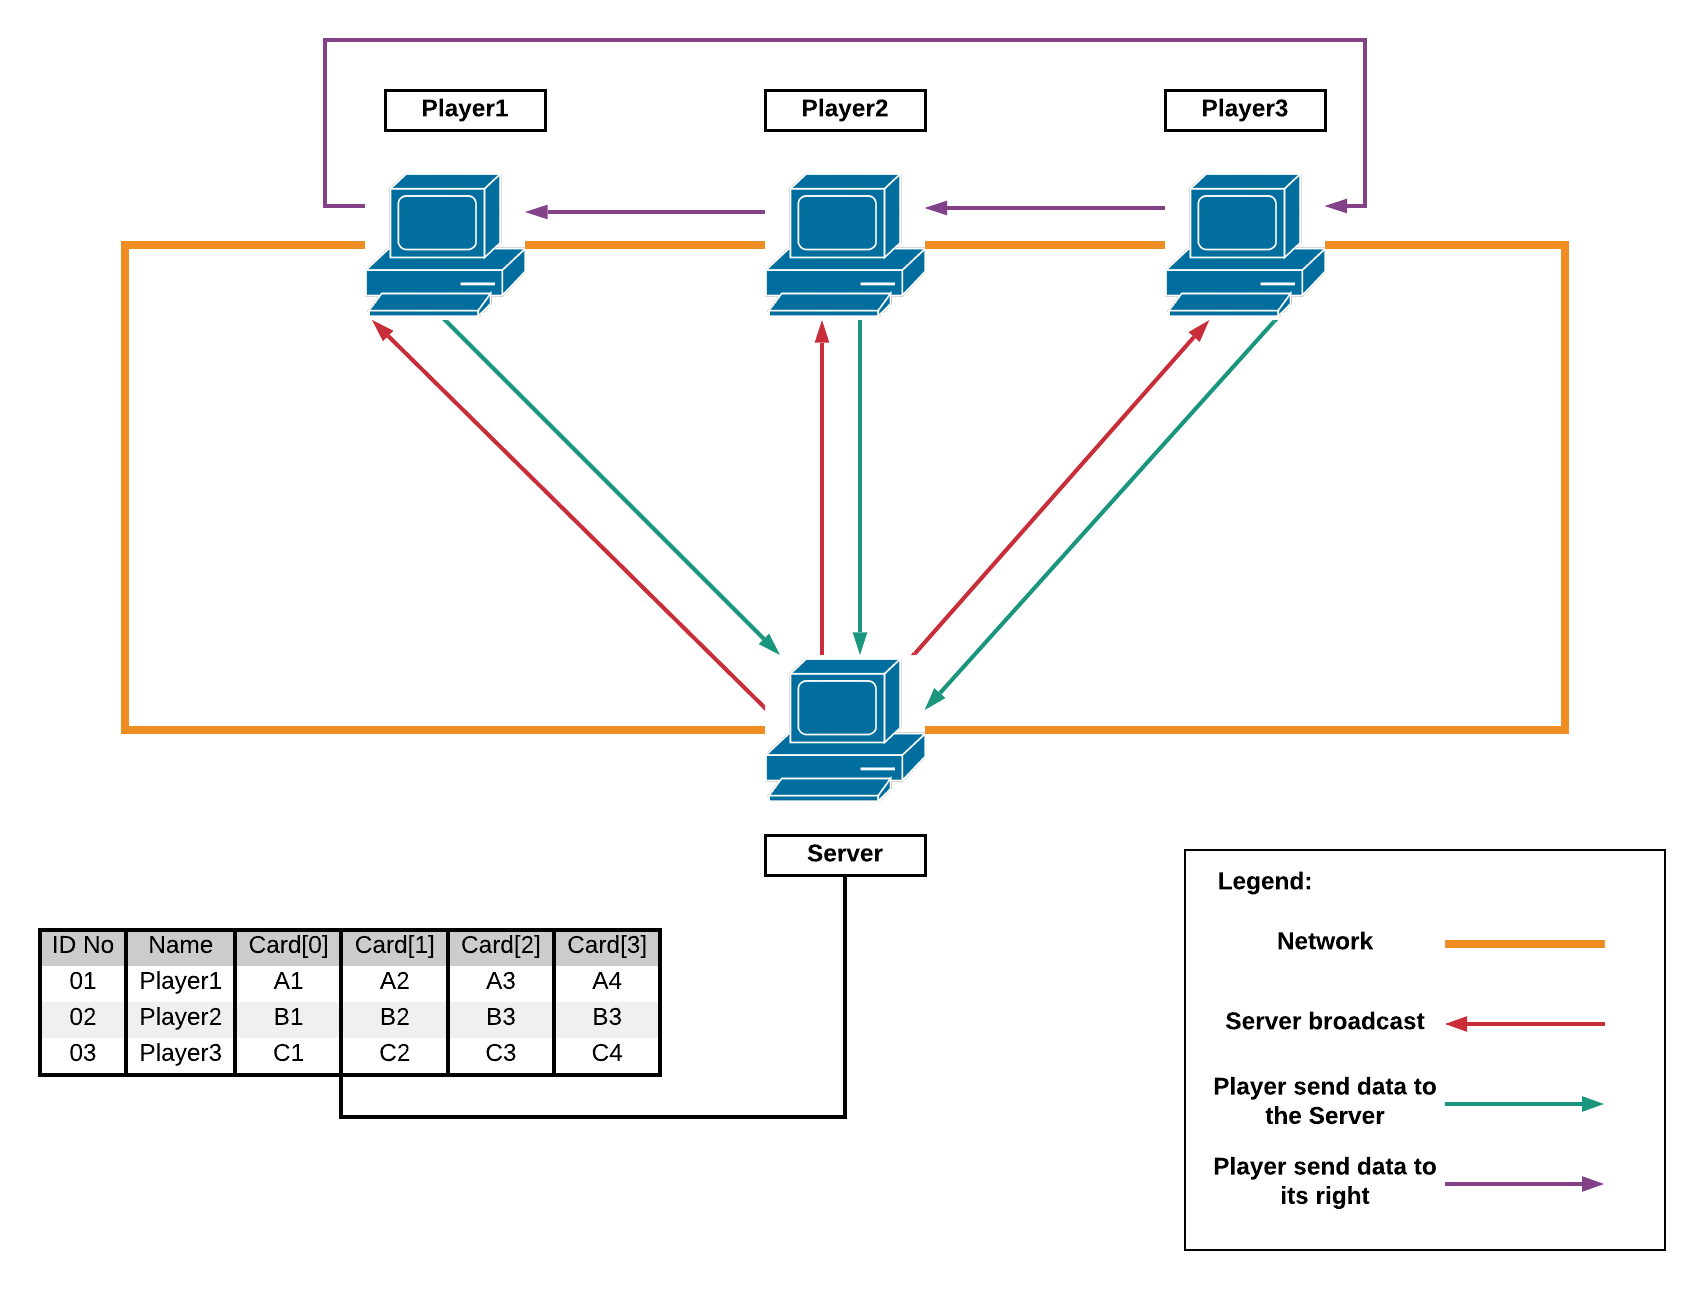 Player1
Player2
Player3
Server
ID No Name Card[0] Card[1] Card[2] Card[3]
01 Player1 A1 A2 A3 A4
02 Player2 B1 B2 B3 B3
03 Player3 C1 C2 C3 C4
Legend:
Network
Server broadcast
Player send data to
the Server
Player send data to
its right